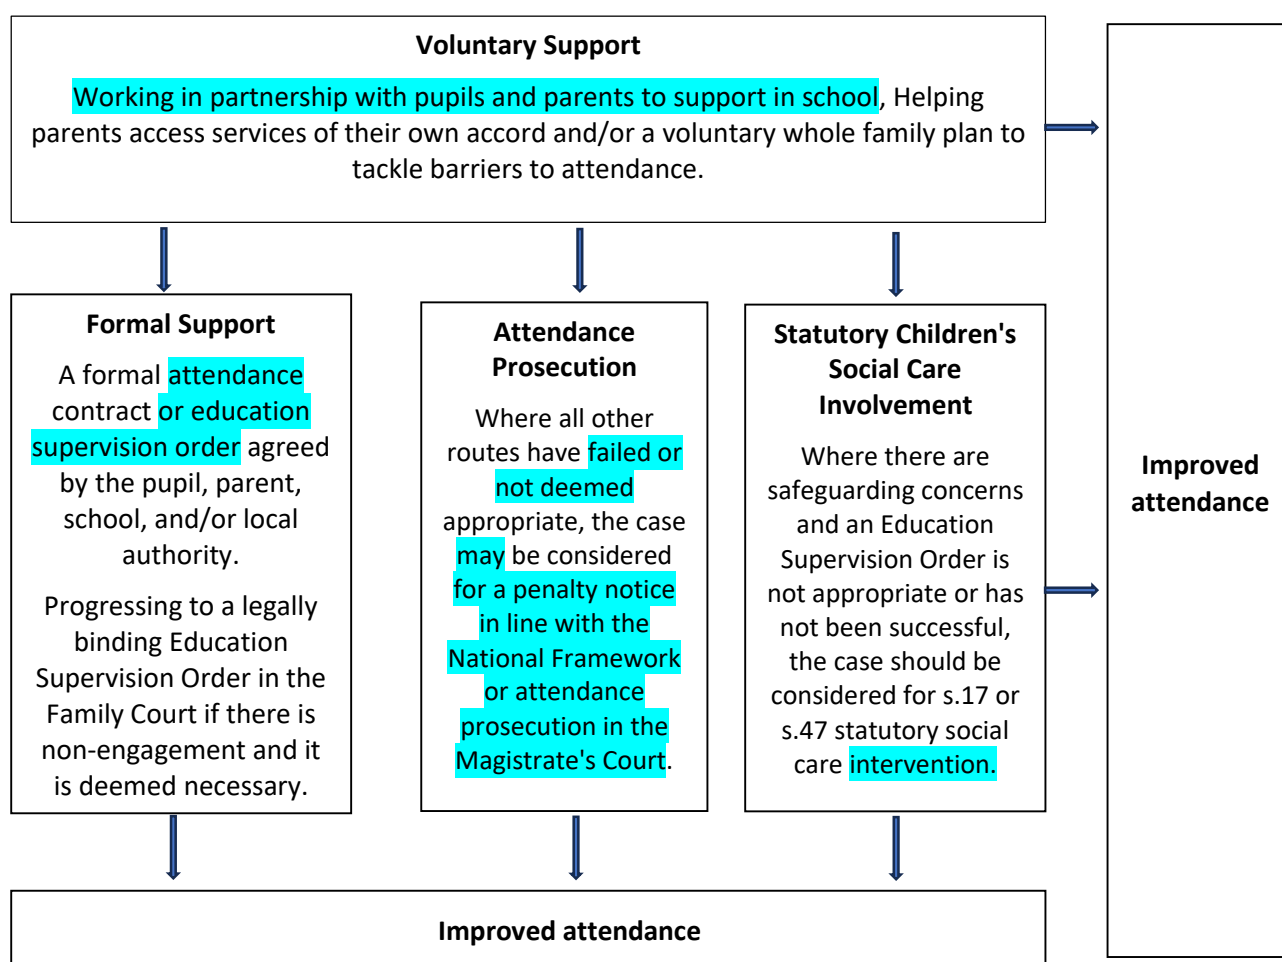 Voluntary Support
Working in partnership with pupils and parents to support in school, Helping
parents access services of their own accord and/or a voluntary whole family plan to
tackle barriers to attendance.
Formal Support
A formal attendance
contract or education
supervision order agreed
by the pupil, parent,
school, and/or local
authority.
Progressing to a legally
binding Education
Supervision Order in the
Family Court if there is
non-engagement and it
is deemed necessary.
Attendance
Prosecution
Where all other
routes have failed or
not deemed
appropriate, the case
may be considered
for a penalty notice
in line with the
National Framework
or attendance
prosecution in the
Magistrate's Court.
Statutory Children's
Social Care
Involvement
Where there are
safeguarding concerns
and an Education
Supervision Order is
not appropriate or has
not been successful,
the case should be
considered for s.17 or
s.47 statutory social
care intervention.
Improved
attendance
Improved attendance